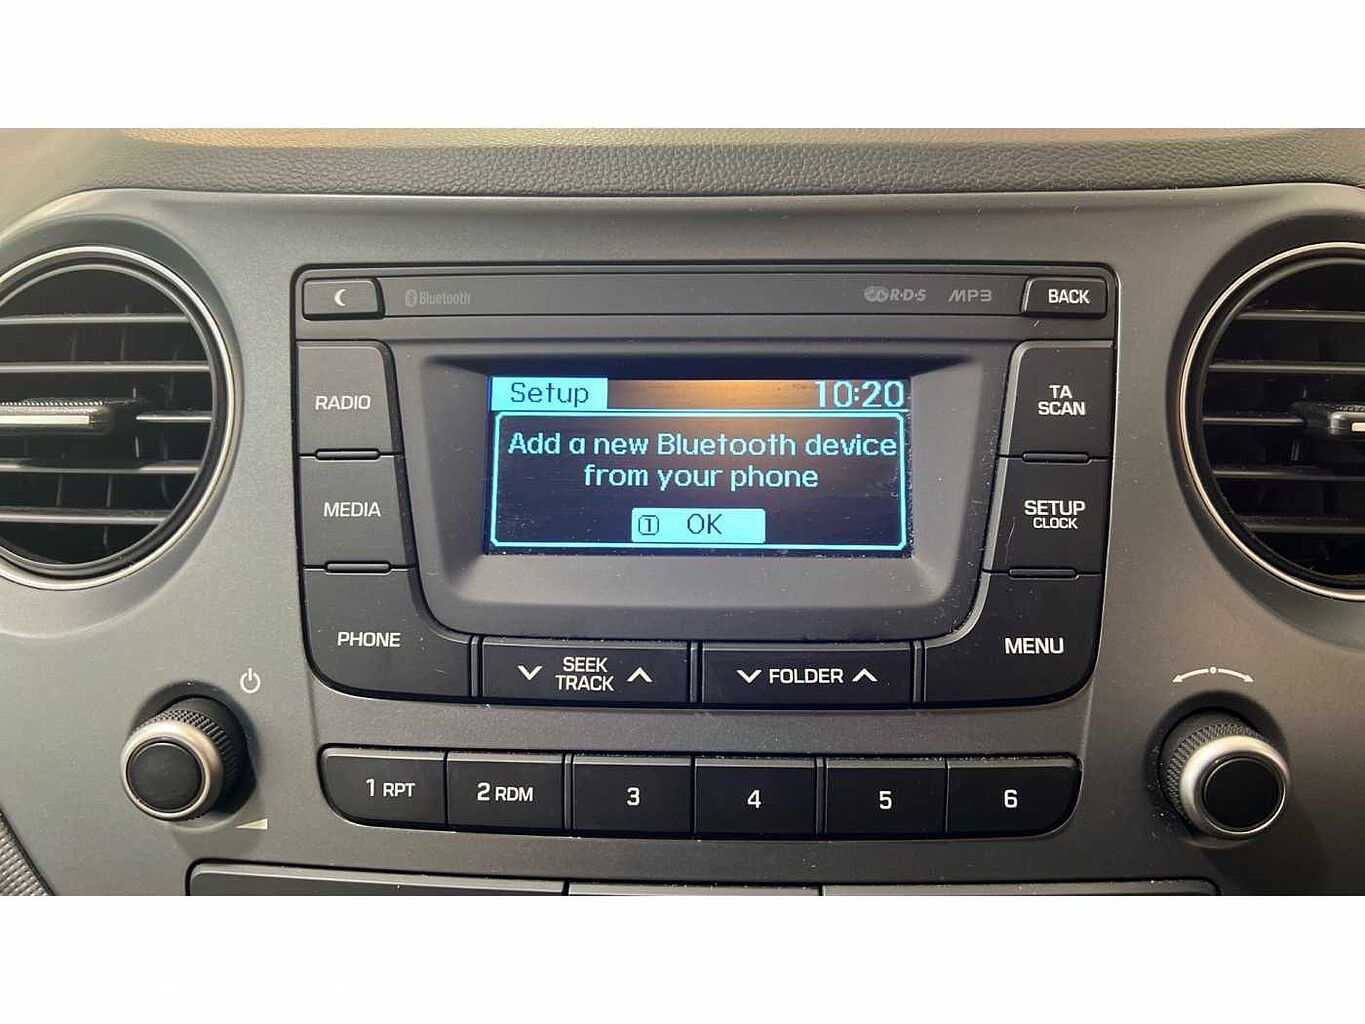 Bluetooth
R·D·S
MP3
BACK
RADIO
MEDIA
PHONE
Setup
10:20
Add a new Bluetooth device
from your phone
1 OK
TA
SCAN
SETUP
CLOCK
MENU
SEEK
TRACK
FOLDER
1 RPT
2 RDM
3
4
5
6